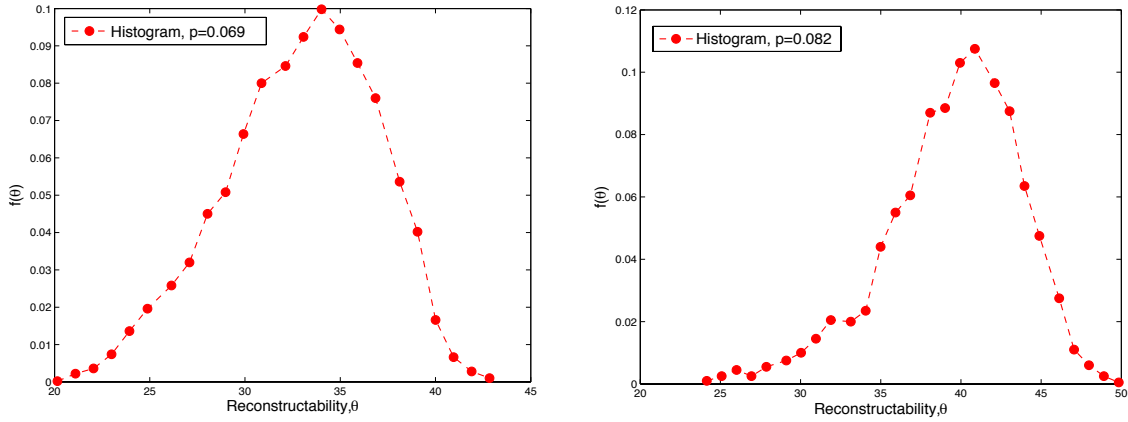 0.1
0.09
0.08
0.07
0.06
0.05
0.04
0.03
0.02
0.01
0
f(θ)
Histogram, p=0.069
20 25 30 35 40 45
Reconstructability,θ
0.12
0.1
0.08
0.06
0.04
0.02
0
f(θ)
Histogram, p=0.082
20 25 30 35 40 45 50
Reconstructability,θ